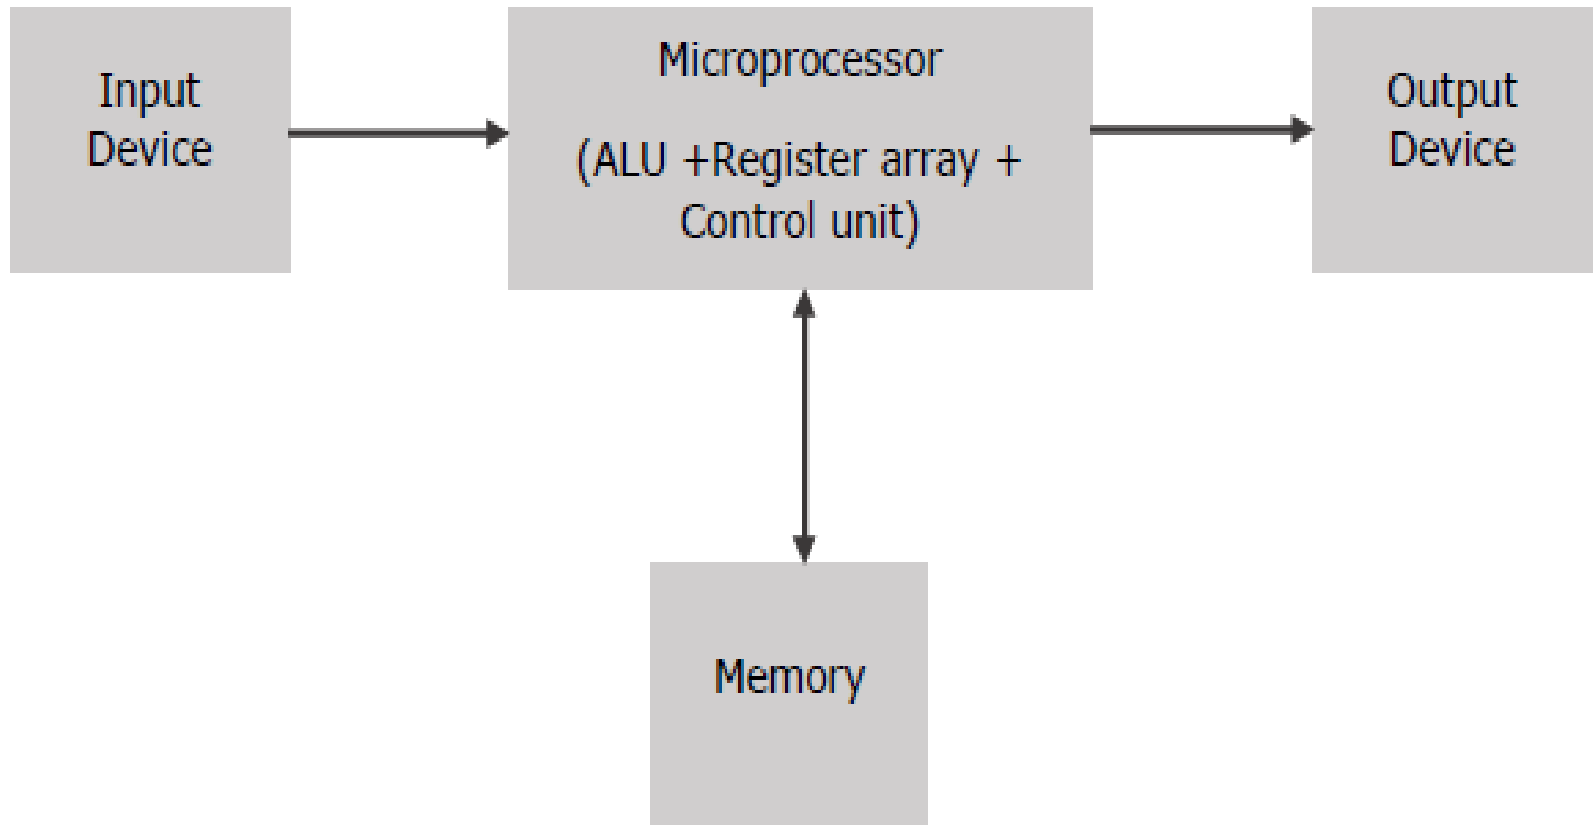 Input
Device
Microprocessor
(ALU +Register array +
Control unit)
Output
Device
Memory